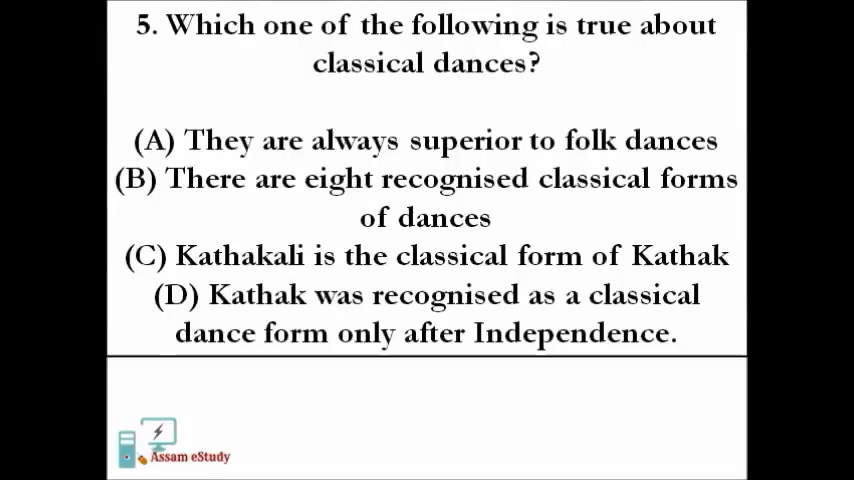 5. Which one of the following is true about
classical dances?
(A) They are always superior to folk dances
(B) There are eight recognised classical forms
of dances
(C) Kathakali is the classical form of Kathak
(D) Kathak was recognised as a classical
dance form only after Independence.
Assam eStudy